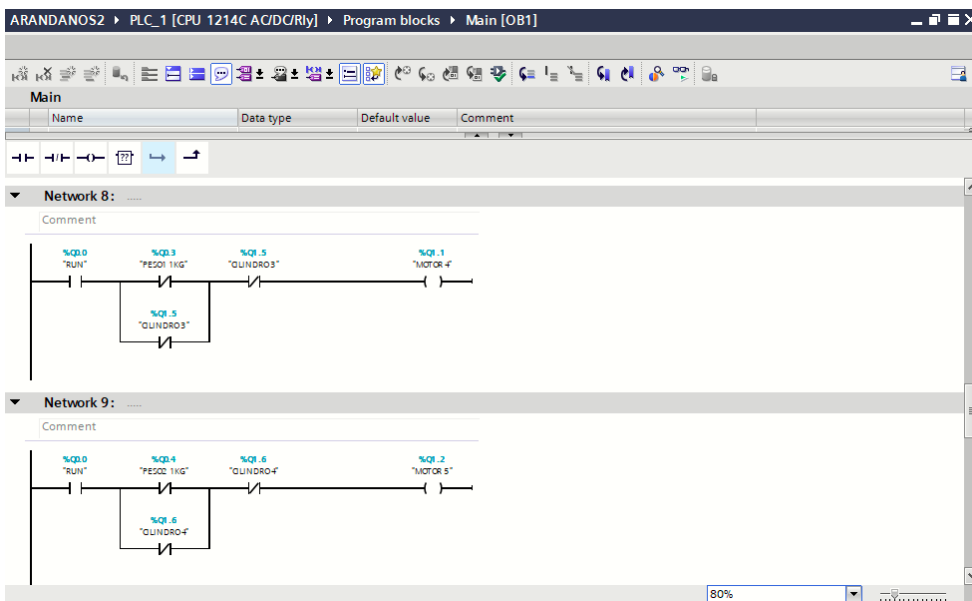 ARANDANOS2 ▸ PLC_1 [CPU 1214C AC/DC/Rly] ▸ Program blocks ▸ Main [OB1]
Main
Name Data type Default value Comment
??
Network 8: .....
Comment
%Q0.0 %Q0.3 %Q1.5 %Q1.1
"RUN" "PESO1 1KG" "CILINDRO3" "MOTOR 4"
%Q1.5
"CILINDRO3"
Network 9: .....
Comment
%Q0.0 %Q0.4 %Q1.6 %Q1.2
"RUN" "PESO2 1KG" "CILINDRO4" "MOTOR 5"
%Q1.6
"CILINDRO4"
80%